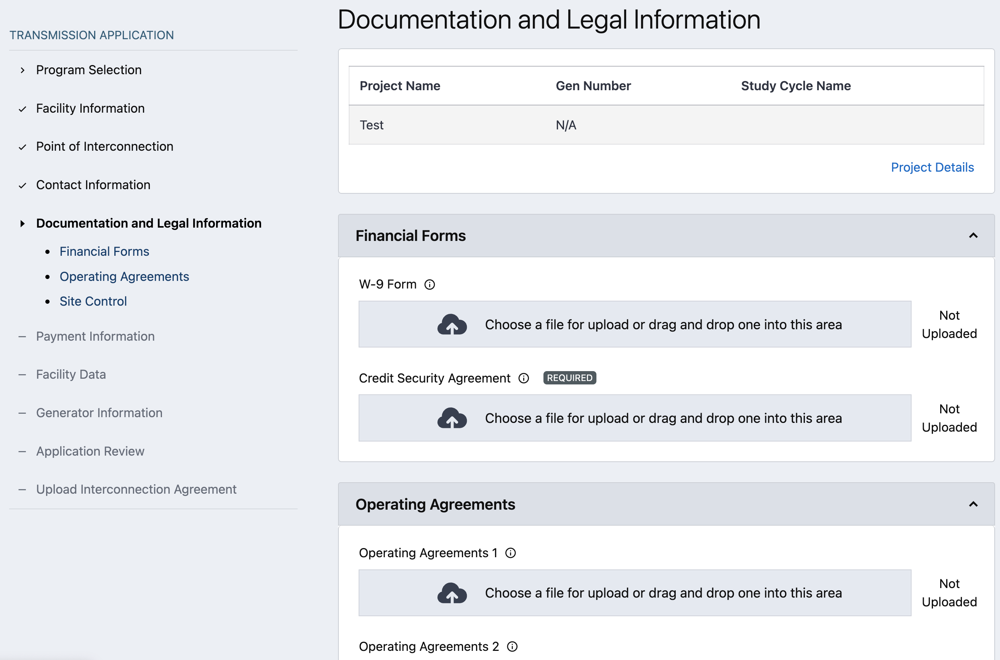 TRANSMISSION APPLICATION
Program Selection
Facility Information
Point of Interconnection
Contact Information
Documentation and Legal Information
Financial Forms
Operating Agreements
Site Control
Payment Information
Facility Data
Generator Information
Application Review
Upload Interconnection Agreement
Documentation and Legal Information
Project Name Gen Number Study Cycle Name
Test N/A
Project Details
Financial Forms
W-9 Form
Choose a file for upload or drag and drop one into this area
Not
Uploaded
Credit Security Agreement REQUIRED
Choose a file for upload or drag and drop one into this area
Not
Uploaded
Operating Agreements
Operating Agreements 1
Choose a file for upload or drag and drop one into this area
Not
Uploaded
Operating Agreements 2